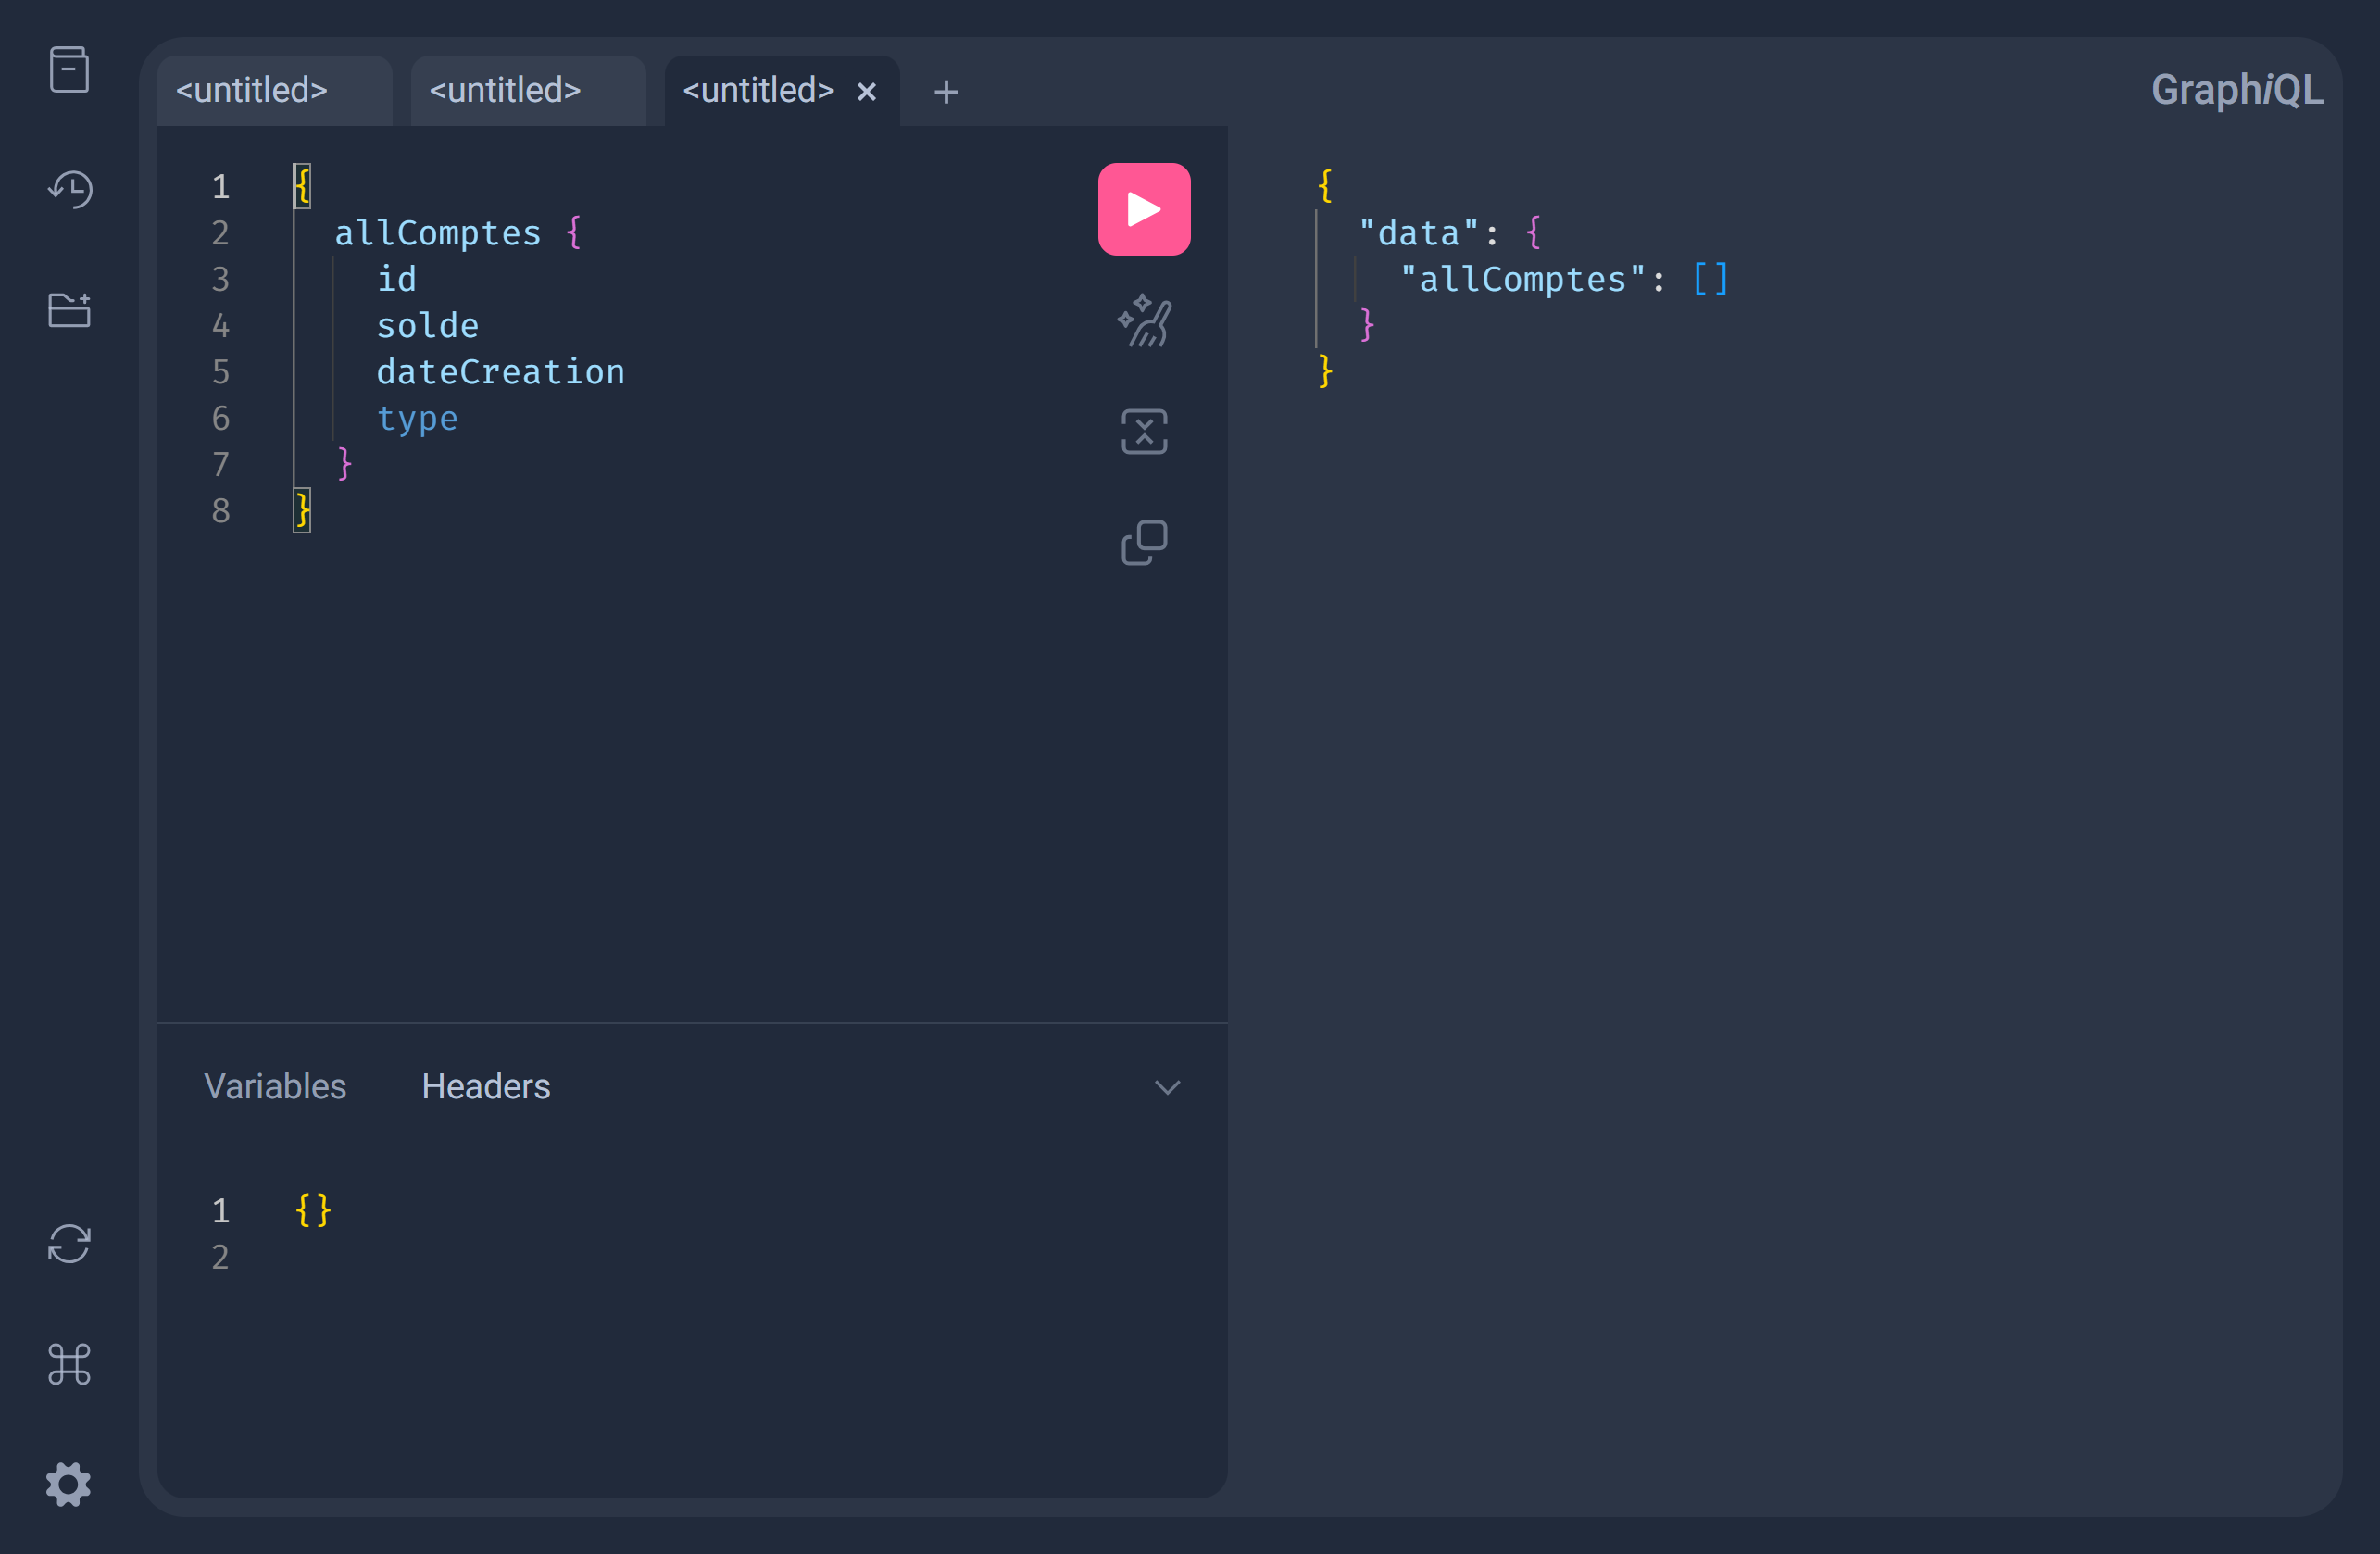 <untitled>
<untitled>
<untitled> ×
+
GraphiQL
1 {
2   allComptes {
3     id
4     solde
5     dateCreation
6     type
7   }
8 }
{
  "data": {
    "allComptes": []
  }
}
Variables
Headers
1 {}
2